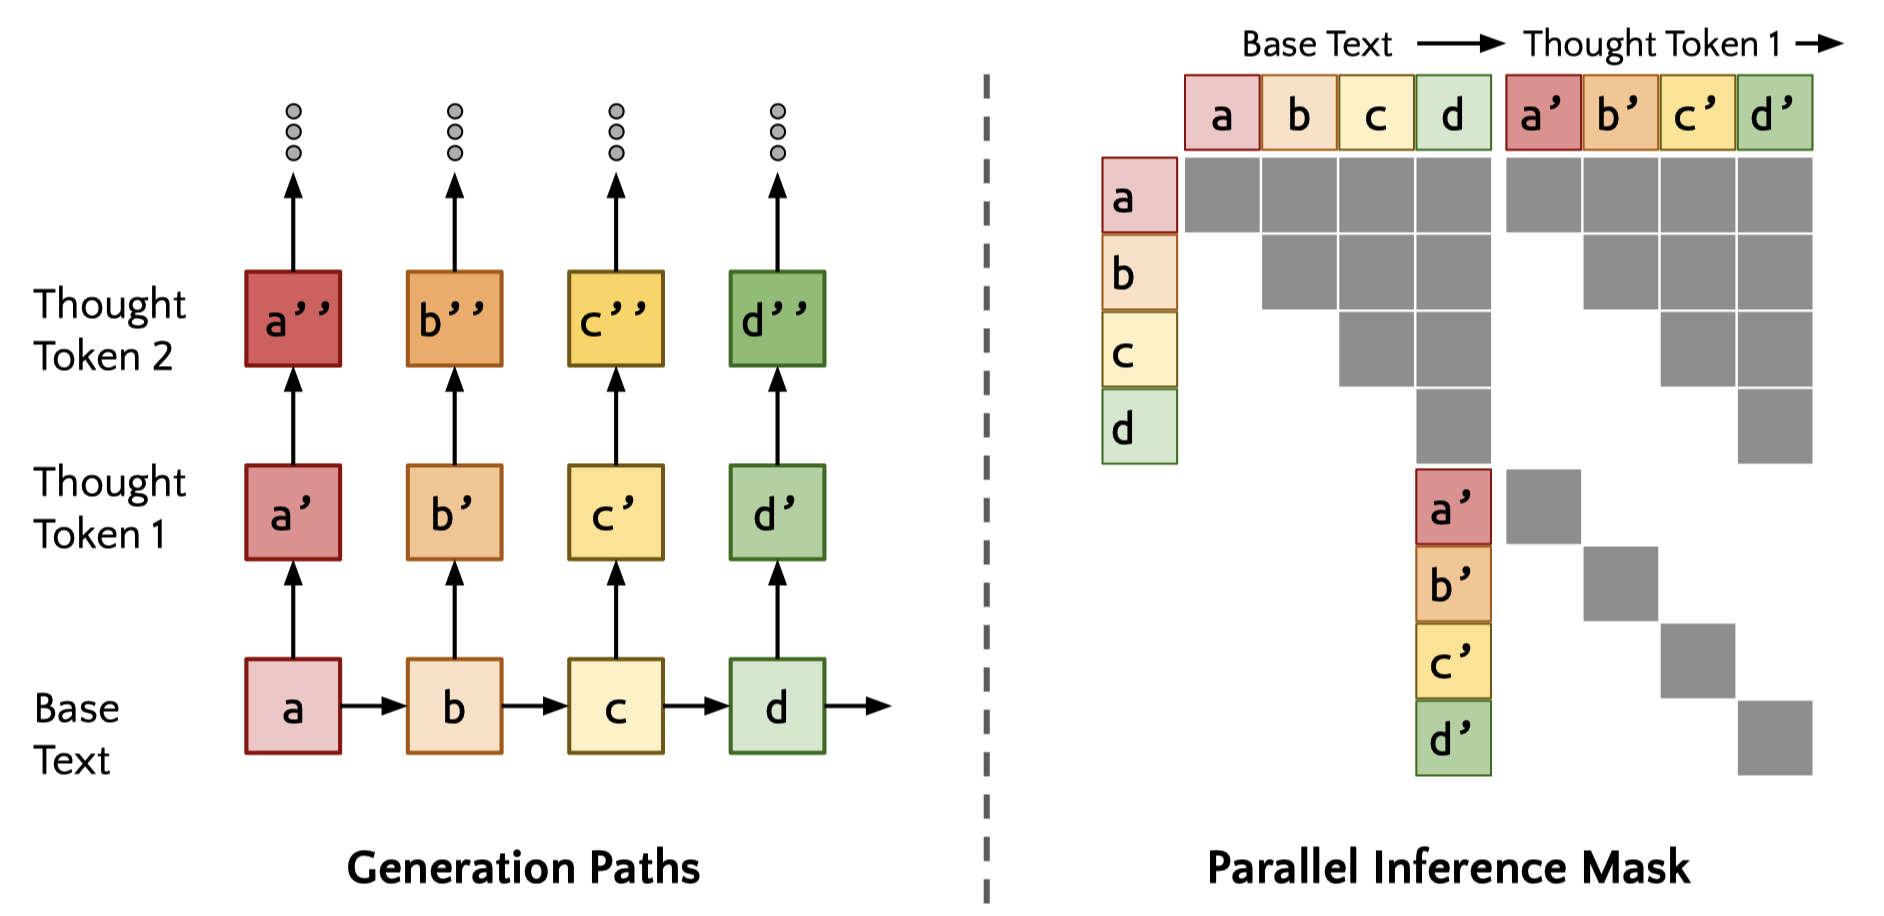 Thought
Token 2
a’’ b’’ c’’ d’’
Thought
Token 1
a’ b’ c’ d’
Base
Text
a b c d
Generation Paths
Base Text Thought Token 1
a b c d a’ b’ c’ d’
a
b
c
d
a’
b’
c’
d’
Parallel Inference Mask